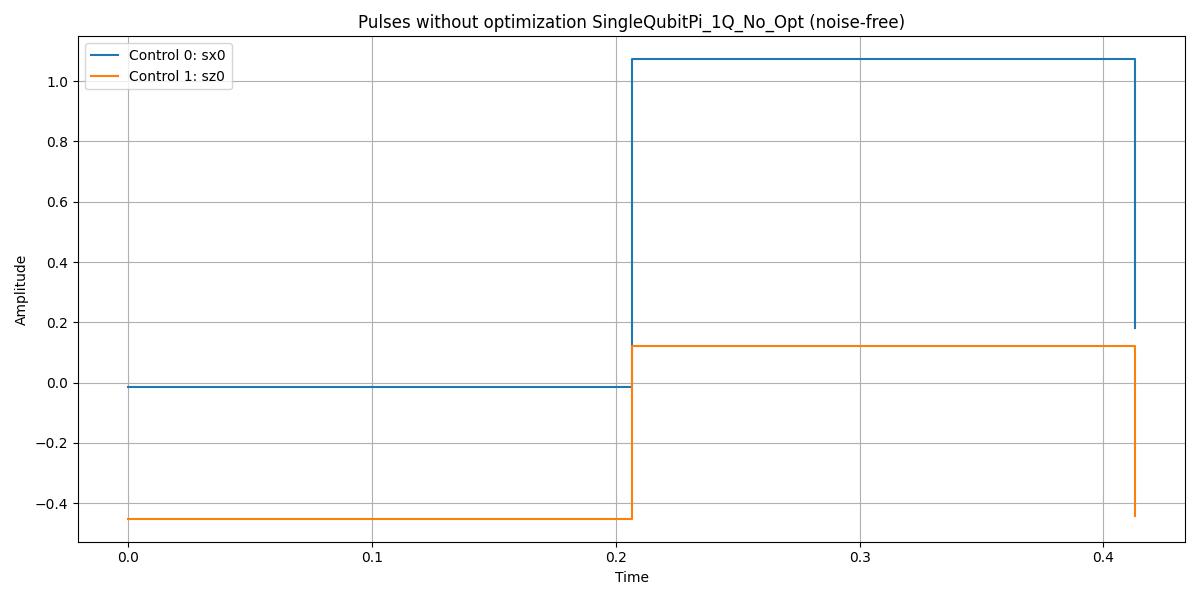 Pulses without optimization SingleQubitPi_1Q_No_Opt (noise-free)
Control 0: sx0
Control 1: sz0
Amplitude
1.0
0.8
0.6
0.4
0.2
0.0
−0.2
−0.4
0.0 0.1 0.2 0.3 0.4
Time